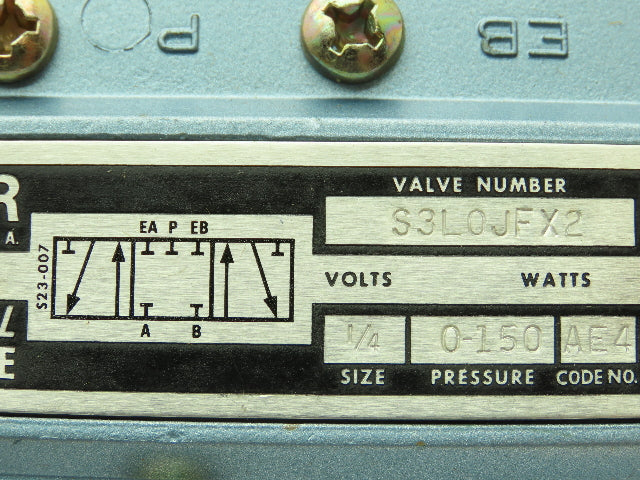 P EB
R
A.
VALVE NUMBER
S3L0JFX2
EA P EB
S23-007
A B
VOLTS WATTS
1/4 0-150 AE4
SIZE PRESSURE CODE NO.
E